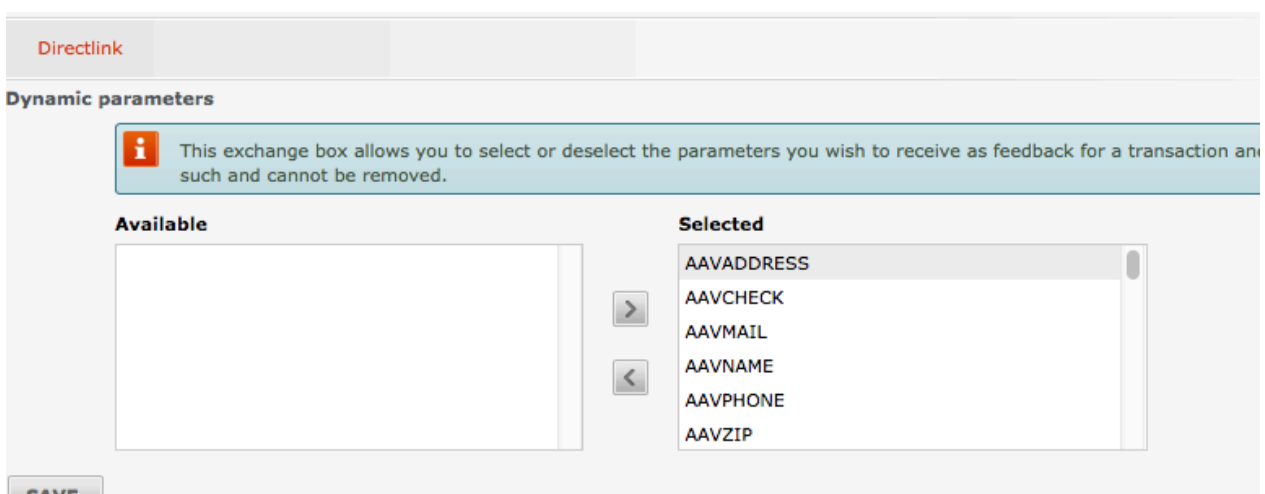 Directlink
Dynamic parameters
This exchange box allows you to select or deselect the parameters you wish to receive as feedback for a transaction
such and cannot be removed.
Available
Selected
AAVADDRESS
AAVCHECK
AAVMAIL
AAVNAME
AAVPHONE
AAVZIP
SAVE